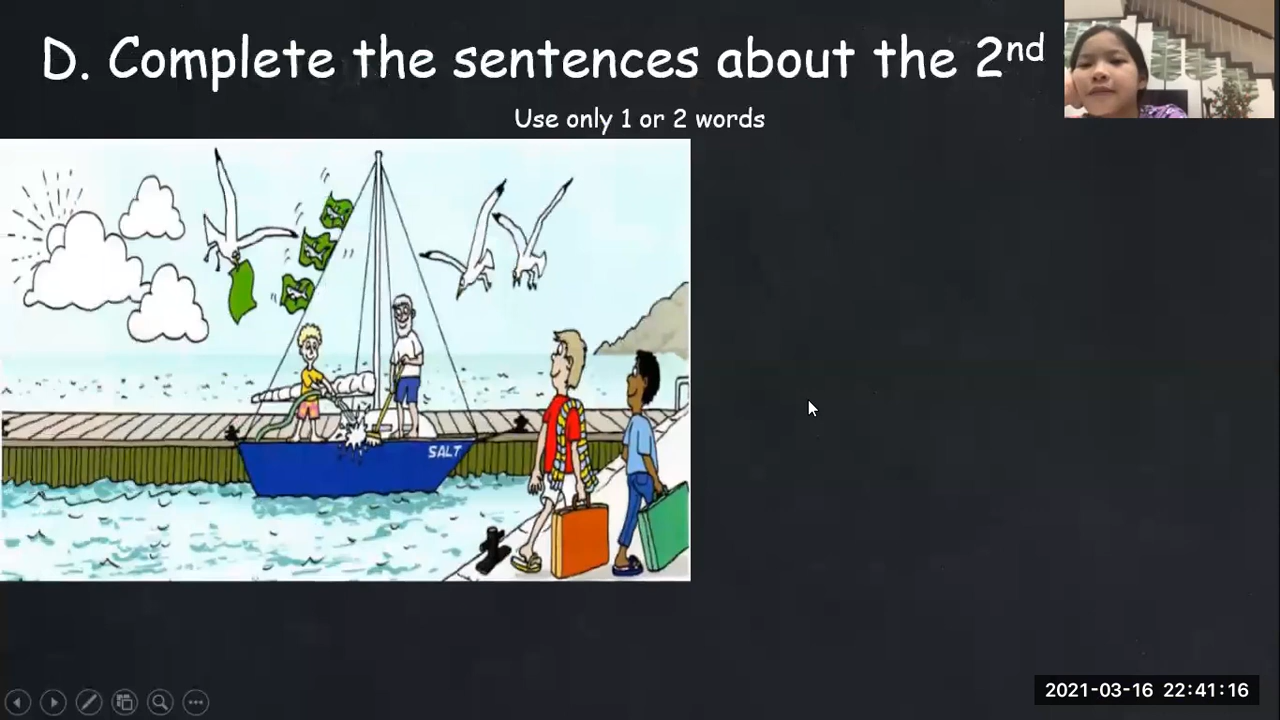 D. Complete the sentences about the 2nd
Use only 1 or 2 words
SALT
2021-03-16 22:41:16